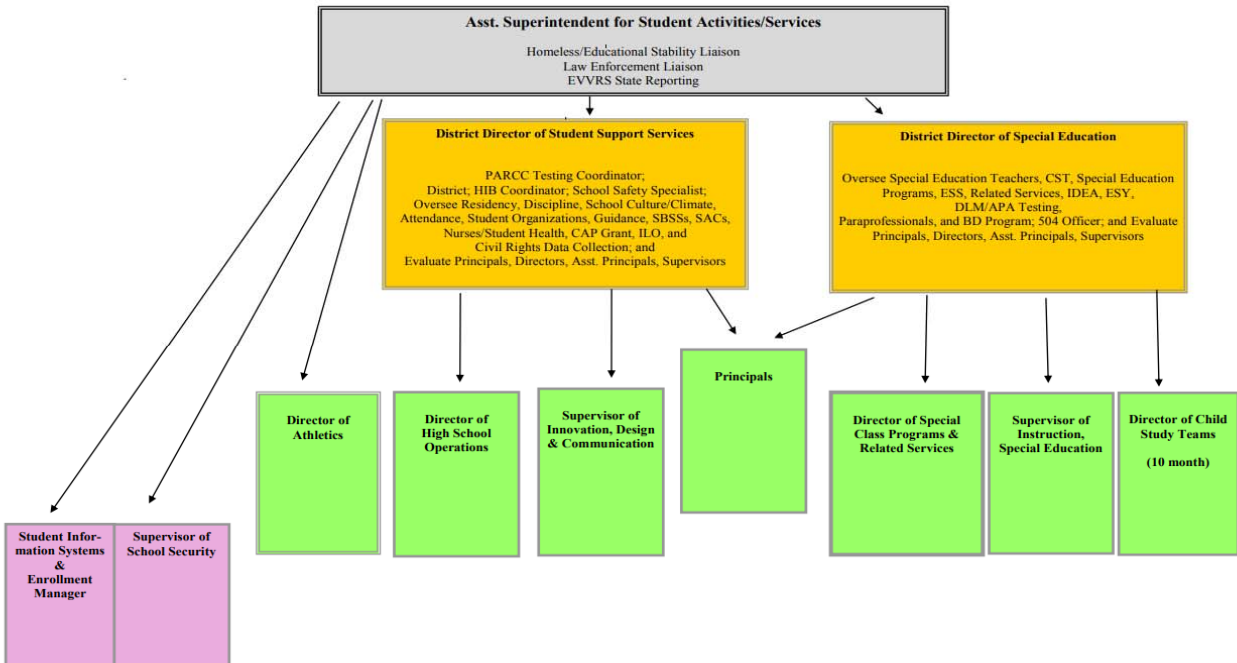 Asst. Superintendent for Student Activities/Services
Homeless/Educational Stability Liaison
Law Enforcement Liaison
EVVRS State Reporting
District Director of Student Support Services
PARCC Testing Coordinator;
District; HIB Coordinator; School Safety Specialist;
Oversee Residency, Discipline, School Culture/Climate,
Attendance, Student Organizations, Guidance, SBSSs, SACs,
Nurses/Student Health, CAP Grant, ILO, and
Civil Rights Data Collection; and
Evaluate Principals, Directors, Asst. Principals, Supervisors
District Director of Special Education
Oversee Special Education Teachers, CST, Special Education
Programs, ESS, Related Services, IDEA, ESY,
DLM/APA Testing,
Paraprofessionals, and BD Program; 504 Officer; and Evaluate
Principals, Directors, Asst. Principals, Supervisors
Principals
Director of
Athletics
Director of
High School
Operations
Supervisor of
Innovation, Design
& Communication
Director of Special
Class Programs &
Related Services
Supervisor of
Instruction,
Special Education
Director of Child
Study Teams
(10 month)
Student Infor-
mation Systems
&
Enrollment
Manager
Supervisor of
School Security